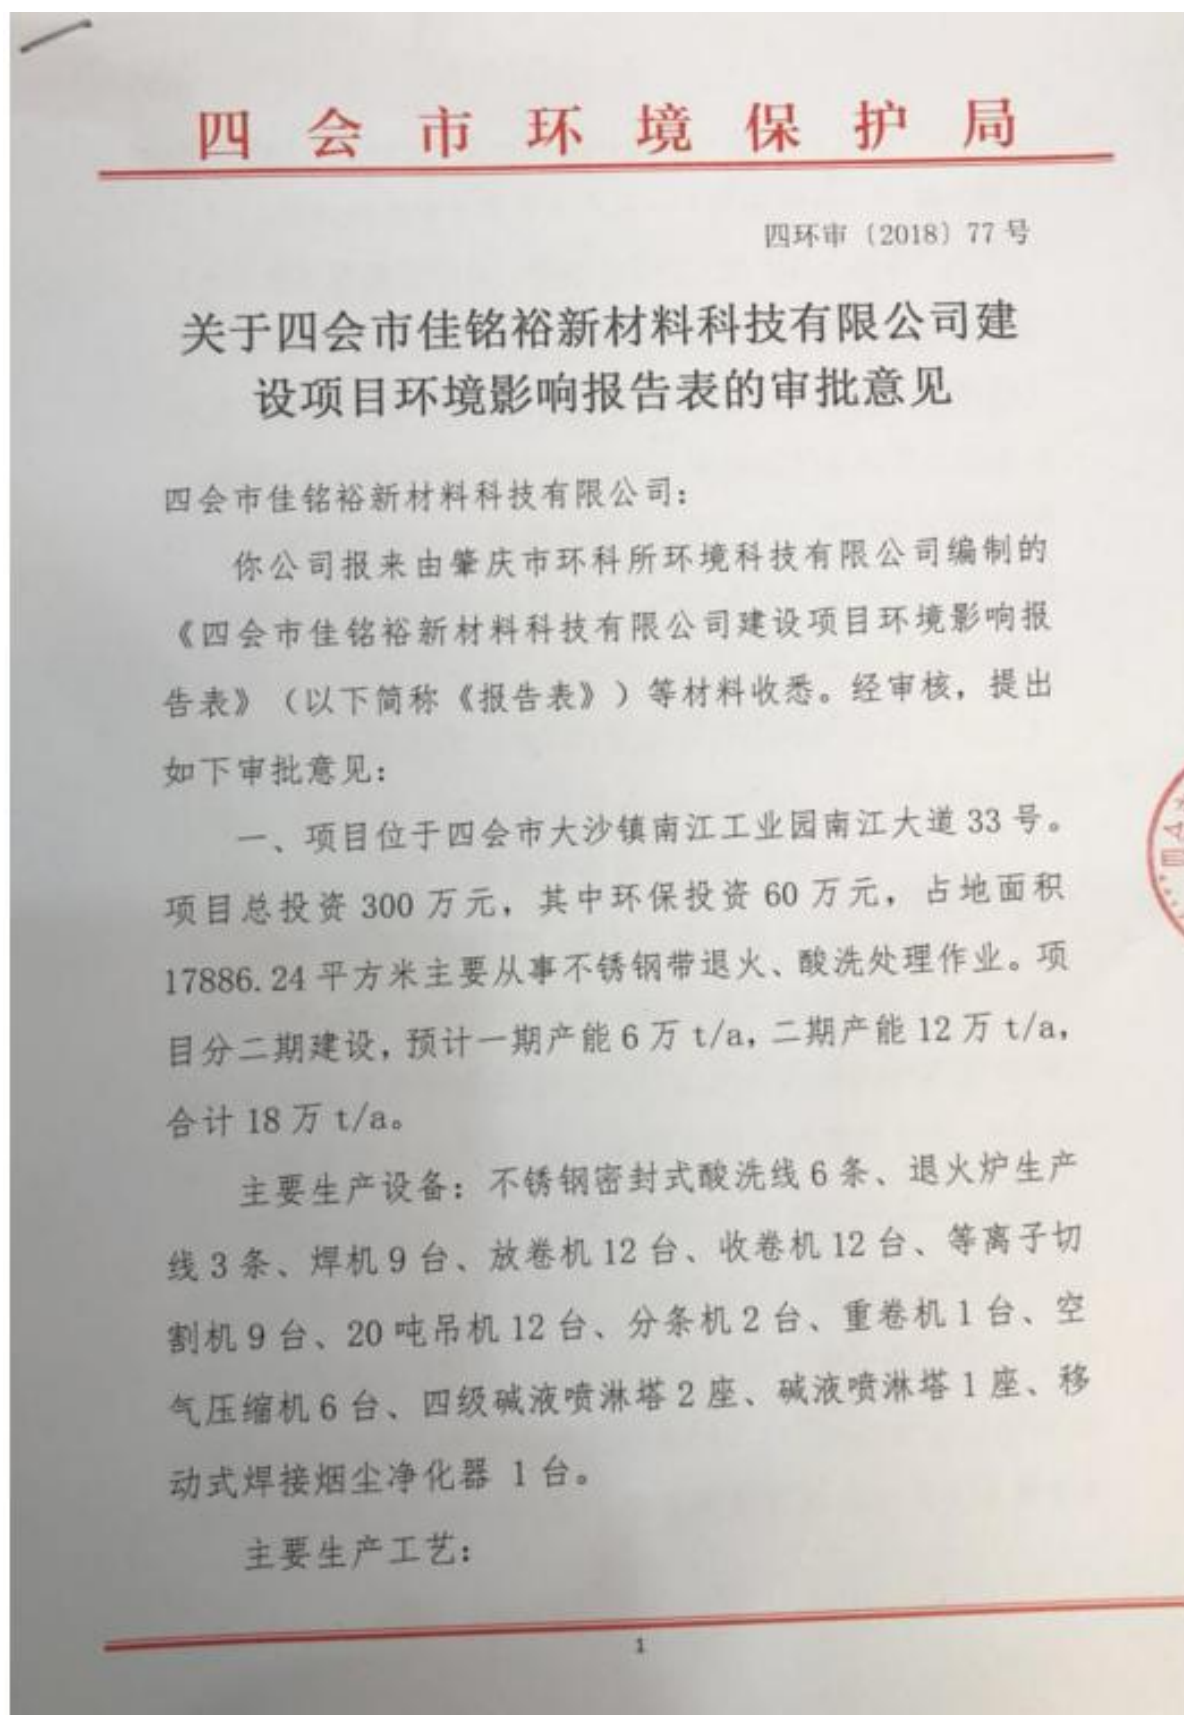 四会市环境保护局
四环审〔2018〕77号
关于四会市佳铭裕新材料科技有限公司建
设项目环境影响报告表的审批意见
四会市佳铭裕新材料科技有限公司：
你公司报来由肇庆市环科所环境科技有限公司编制的
《四会市佳铭裕新材料科技有限公司建设项目环境影响报
告表》（以下简称《报告表》）等材料收悉。经审核，提出
如下审批意见：
一、项目位于四会市大沙镇南江工业园南江大道33号。
项目总投资300万元，其中环保投资60万元，占地面积
17886.24平方米主要从事不锈钢带退火、酸洗处理作业。项
目分二期建设，预计一期产能6万t/a，二期产能12万t/a，
合计18万t/a。
主要生产设备：不锈钢密封式酸洗线6条、退火炉生产
线3条、焊机9台、放卷机12台、收卷机12台、等离子切
割机9台、20吨吊机12台、分条机2台、重卷机1台、空
气压缩机6台、四级碱液喷淋塔2座、碱液喷淋塔1座、移
动式焊接烟尘净化器 1台。
主要生产工艺：
1